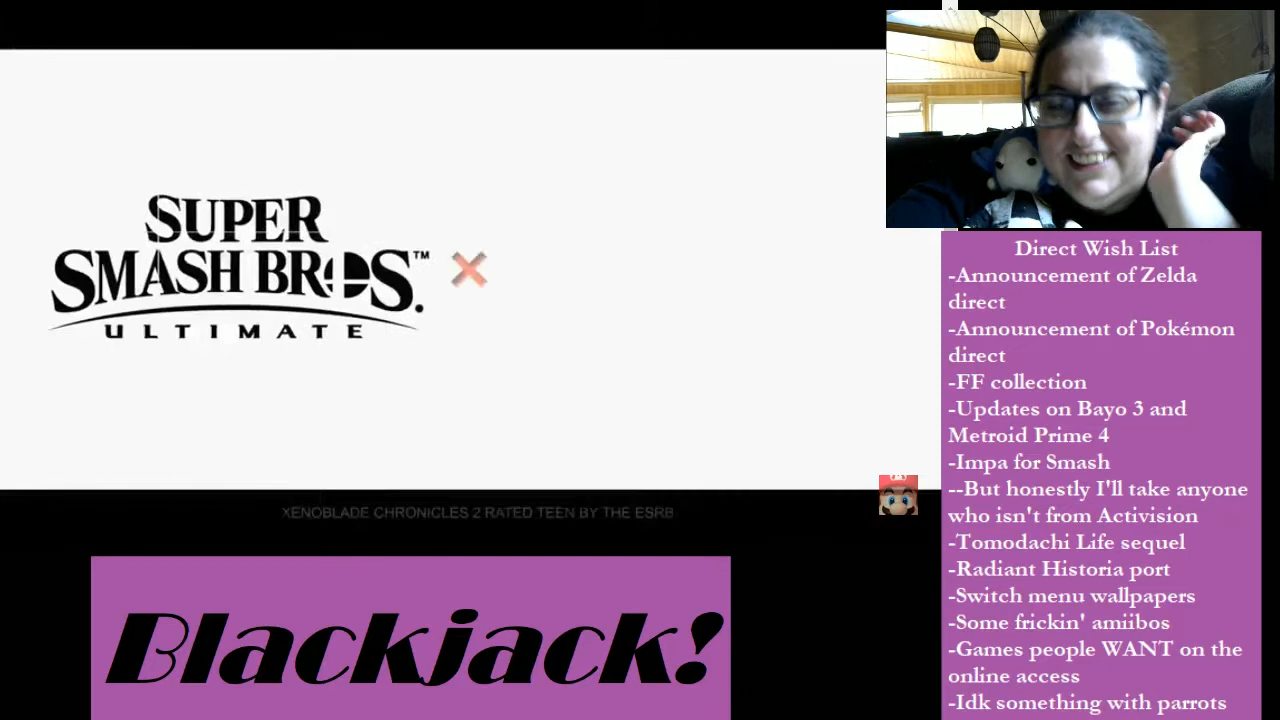 SUPER
SMASH BROS.™
ULTIMATE
XENOBLADE CHRONICLES 2 RATED TEEN BY THE ESRB
Blackjack!
Direct Wish List
-Announcement of Zelda
direct
-Announcement of Pokémon
direct
-FF collection
-Updates on Bayo 3 and
Metroid Prime 4
-Impa for Smash
--But honestly I'll take anyone
who isn't from Activision
-Tomodachi Life sequel
-Radiant Historia port
-Switch menu wallpapers
-Some frickin' amiibos
-Games people WANT on the
online access
-Idk something with parrots